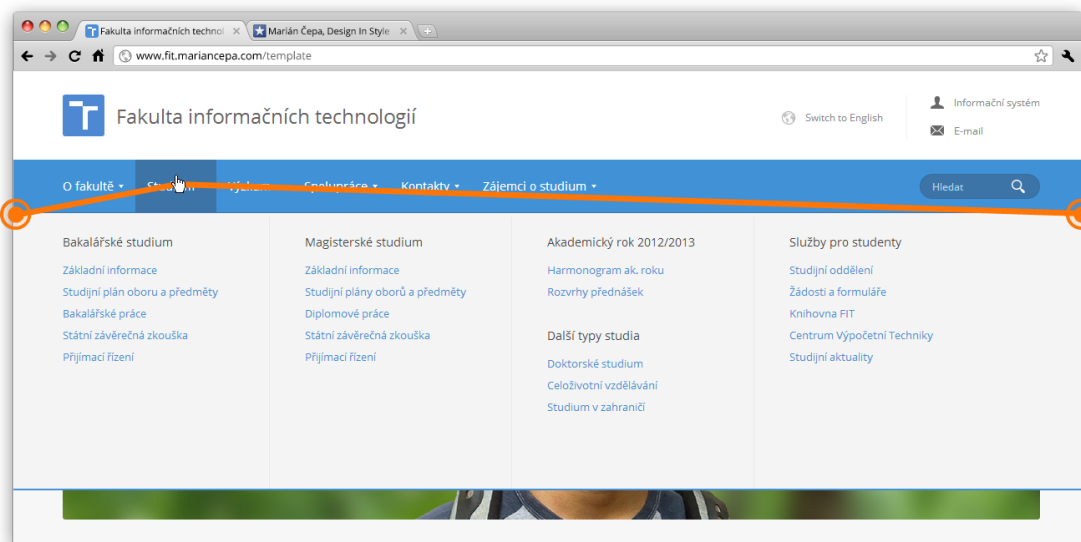 Fakulta informačních technol
Marián Čepa, Design In Style
www.fit.mariancepa.com/template
Fakulta informačních technologií
Switch to English
Informační systém
E-mail
O fakultě
Kontakty
Zájemci o studium
Hledat
Bakalářské studium
Základní informace
Studijní plán oboru a předměty
Bakalářské práce
Státní závěrečná zkouška
Přijímací řízení
Magisterské studium
Základní informace
Studijní plány oborů a předměty
Diplomové práce
Státní závěrečná zkouška
Přijímací řízení
Akademický rok 2012/2013
Harmonogram ak. roku
Rozvrhy přednášek
Další typy studia
Doktorské studium
Celoživotní vzdělávání
Studium v zahraničí
Služby pro studenty
Studijní oddělení
Žádosti a formuláře
Knihovna FIT
Centrum Výpočetní Techniky
Studijní aktuality